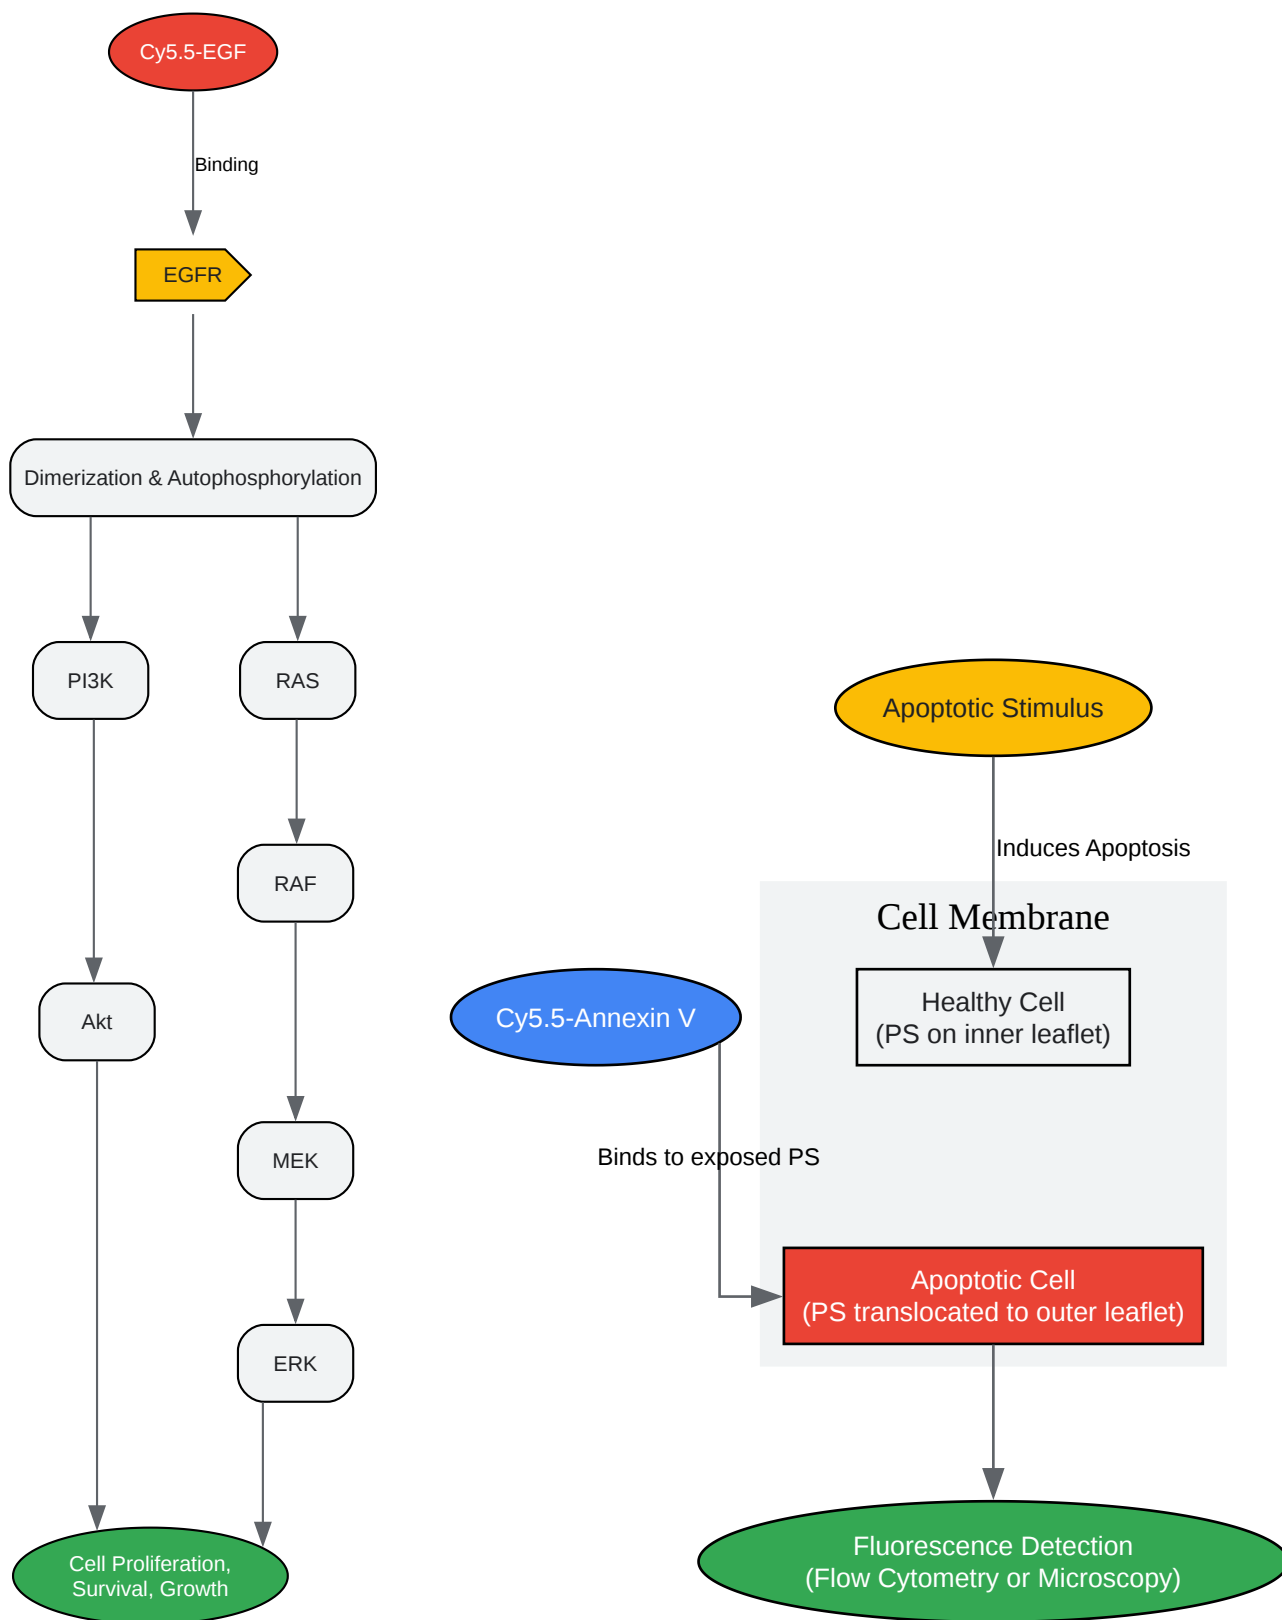 Cy5.5-EGF
Binding
EGFR
Dimerization & Autophosphorylation
PI3K
RAS
RAF
Akt
MEK
ERK
Cell Proliferation,
Survival, Growth
Apoptotic Stimulus
Induces Apoptosis
Cell Membrane
Healthy Cell
(PS on inner leaflet)
Cy5.5-Annexin V
Binds to exposed PS
Apoptotic Cell
(PS translocated to outer leaflet)
Fluorescence Detection
(Flow Cytometry or Microscopy)